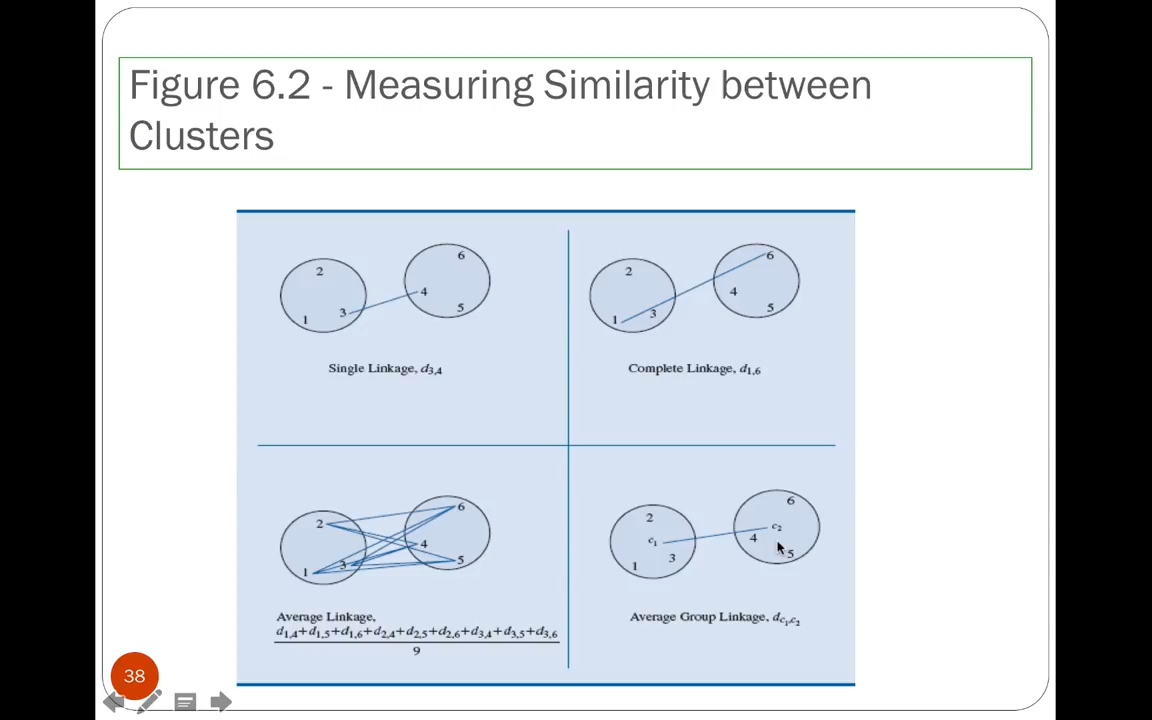 Figure 6.2 - Measuring Similarity between
Clusters
6
2
4
3
5
1
Single Linkage, d3,4
6
2
4
3
5
1
Complete Linkage, d1,6
6
2
4
3
5
1
Average Linkage,
d1,4+d1,5+d1,6+d2,4+d2,5+d2,6+d3,4+d3,5+d3,6
9
6
2
c2
c1
4
3
5
1
Average Group Linkage, dc1,c2
38